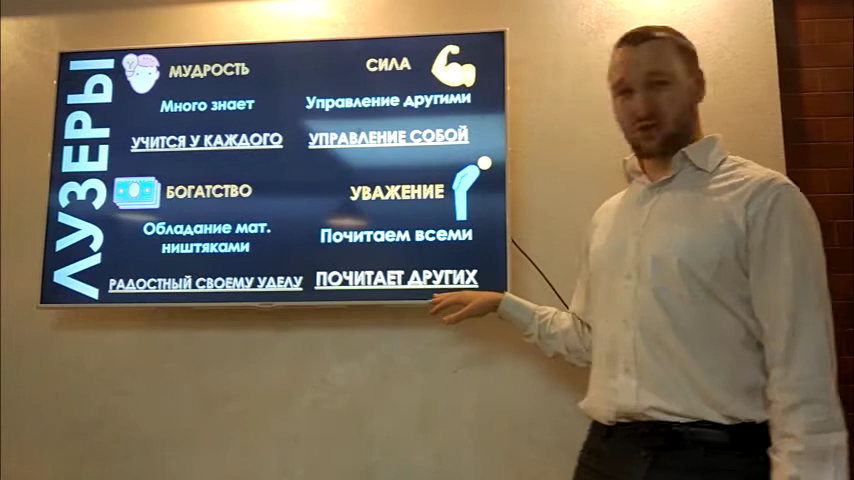 ЛУЗЕРЫ
МУДРОСТЬ
Много знает
УЧИТСЯ У КАЖДОГО
СИЛА
Управление другими
УПРАВЛЕНИЕ СОБОЙ
БОГАТСТВО
Обладание мат.
ништяками
РАДОСТНЫЙ СВОЕМУ УДЕЛУ
УВАЖЕНИЕ
Почитаем всеми
ПОЧИТАЕТ ДРУГИХ